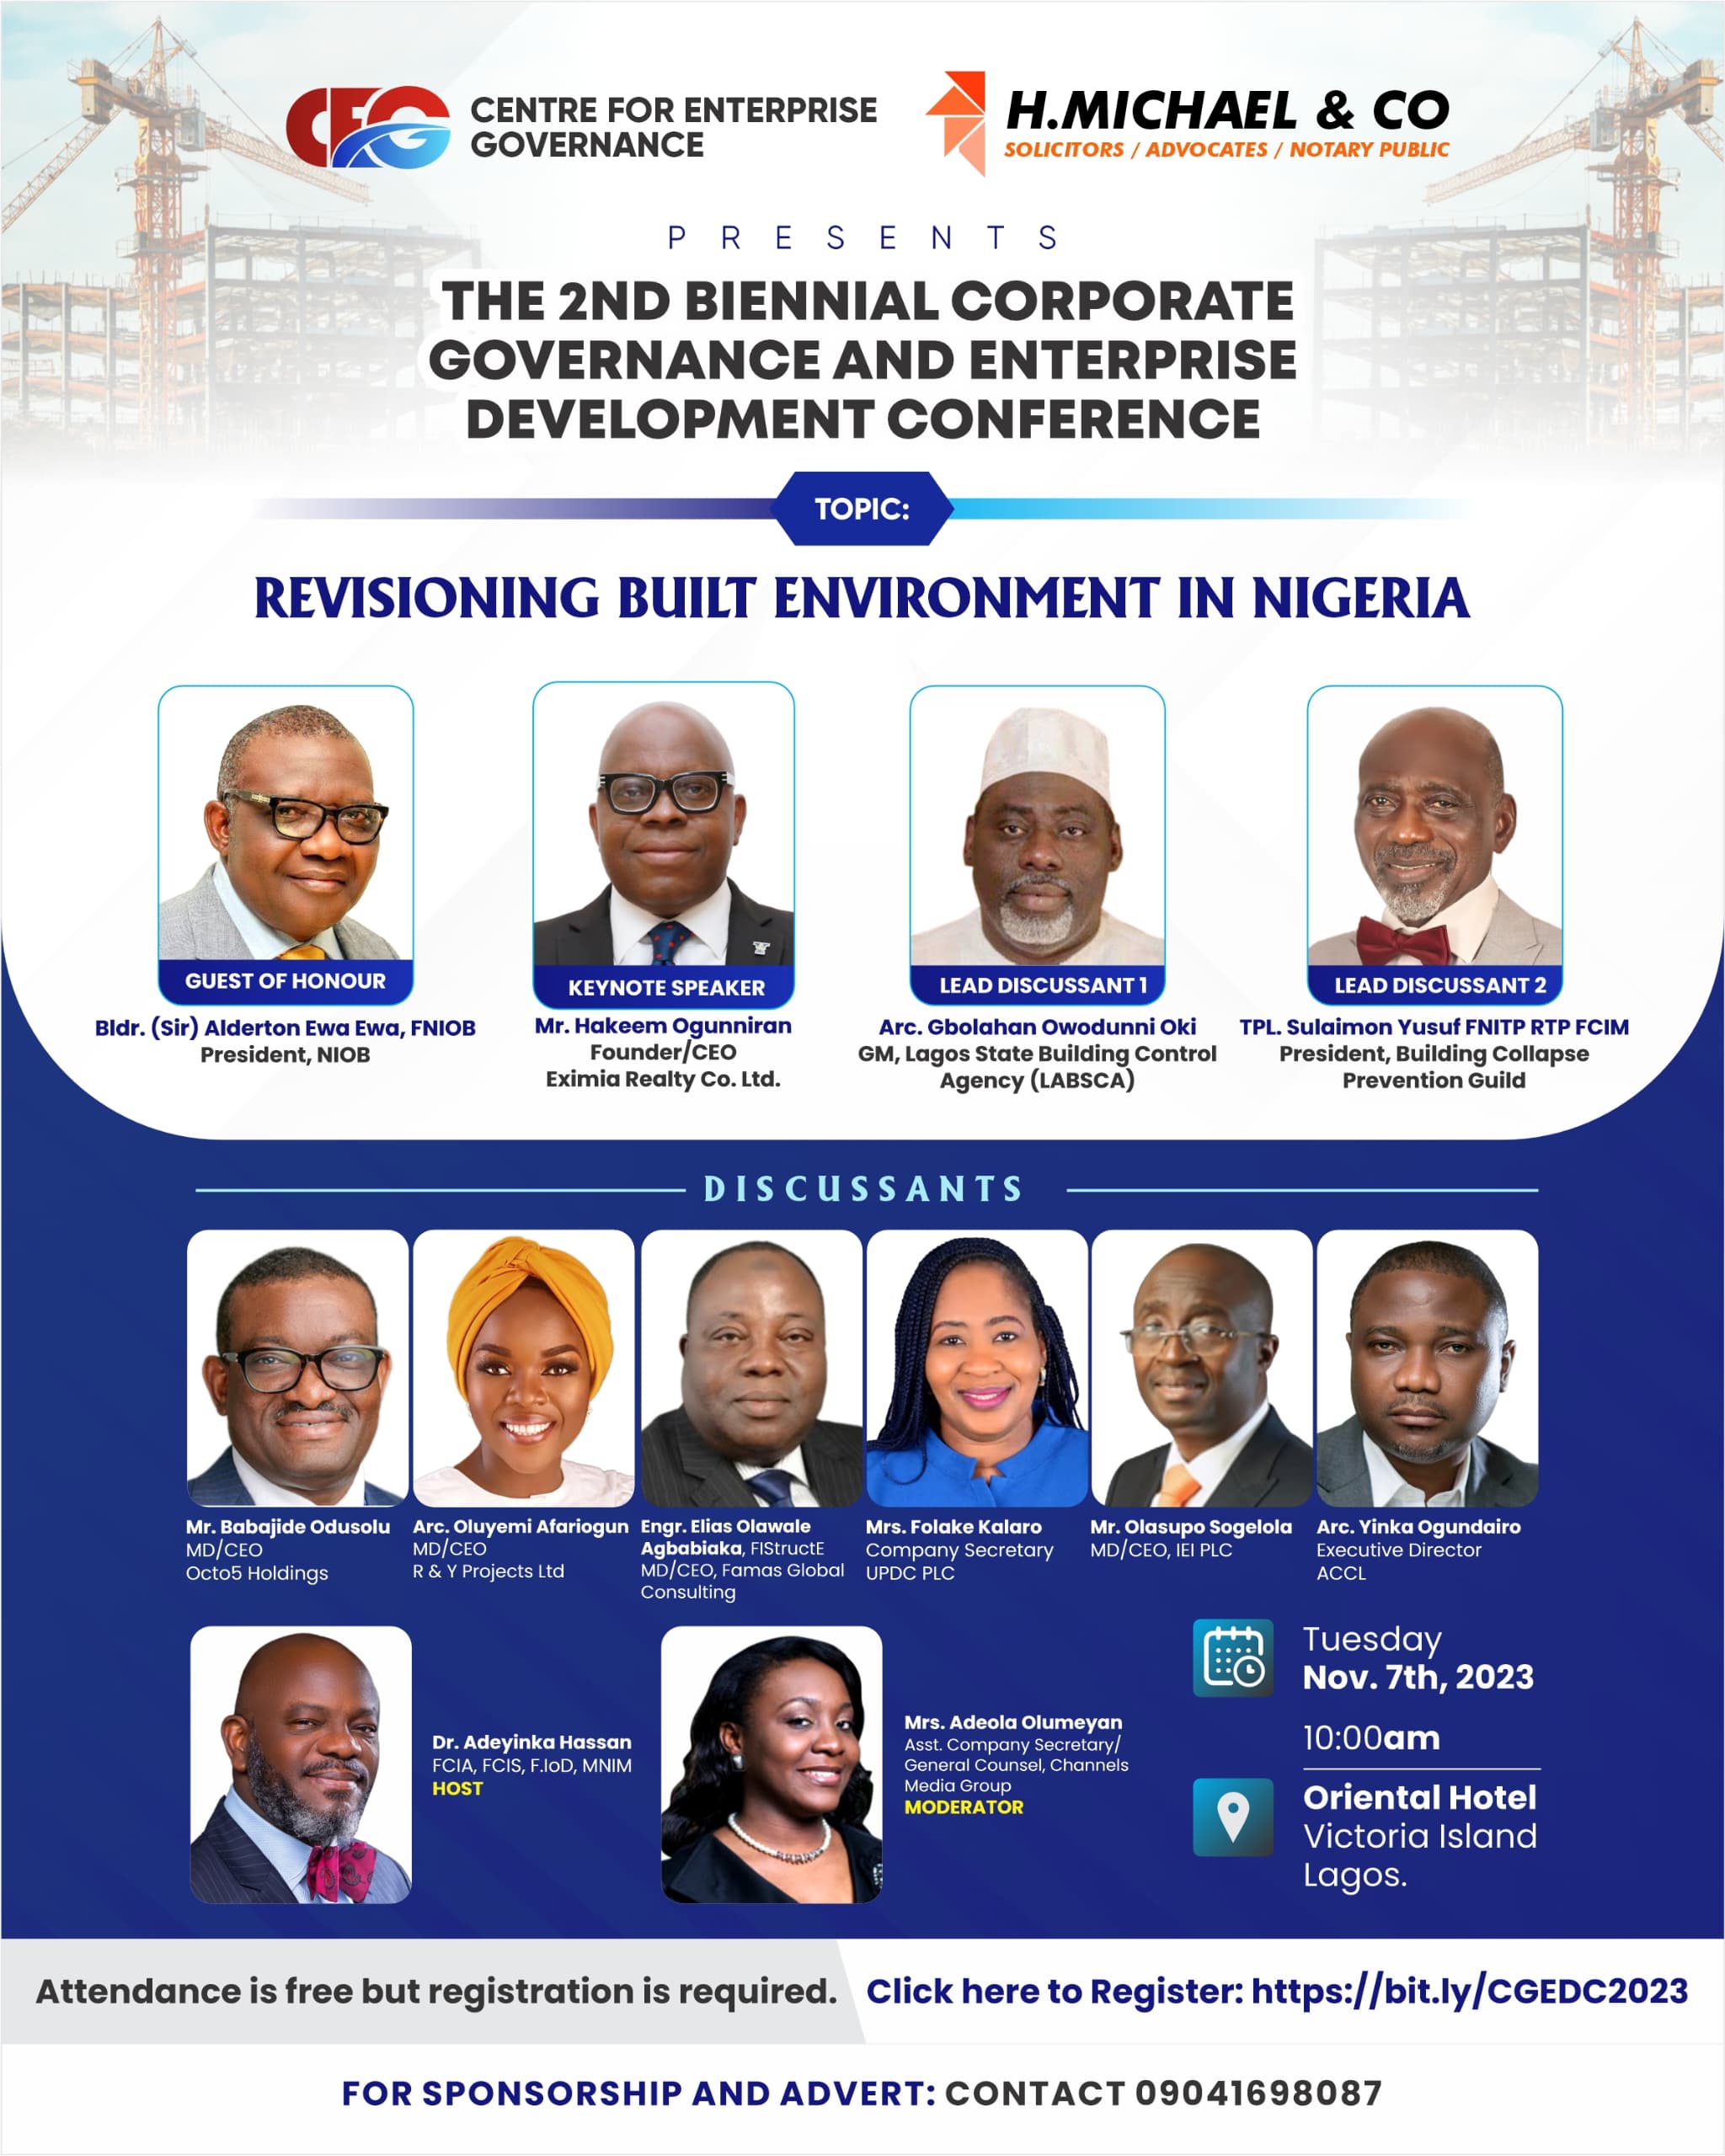 CEG
CENTRE FOR ENTERPRISE
GOVERNANCE
H.MICHAEL & CO
SOLICITORS / ADVOCATES / NOTARY PUBLIC
PRESENTS
THE 2ND BIENNIAL CORPORATE
GOVERNANCE AND ENTERPRISE
DEVELOPMENT CONFERENCE
TOPIC:
REVISIONING BUILT ENVIRONMENT IN NIGERIA
GUEST OF HONOUR
Bldr. (Sir) Alderton Ewa Ewa, FNIOB
President, NIOB
KEYNOTE SPEAKER
Mr. Hakeem Ogunniran
Founder/CEO
Eximia Realty Co. Ltd.
LEAD DISCUSSANT 1
Arc. Gbolahan Owodunni Oki
GM, Lagos State Building Control
Agency (LABSCA)
LEAD DISCUSSANT 2
TPL. Sulaimon Yusuf FNITP RTP FCIM
President, Building Collapse
Prevention Guild
DISCUSSANTS
Mr. Babajide Odusolu
MD/CEO
Octo5 Holdings
Arc. Oluyemi Afariogun
MD/CEO
R & Y Projects Ltd
Engr. Elias Olawale
Agbabiaka, FIStructE
MD/CEO, Famas Global
Consulting
Mrs. Folake Kalaro
Company Secretary
UPDC PLC
Mr. Olasupo Sogelola
MD/CEO, IEI PLC
Arc. Yinka Ogundairo
Executive Director
ACCL
Dr. Adeyinka Hassan
FCIA, FCIS, F.IoD, MNIM
HOST
Mrs. Adeola Olumeyan
Asst. Company Secretary/
General Counsel, Channels
Media Group
MODERATOR
Tuesday
Nov. 7th, 2023
10:00am
Oriental Hotel
Victoria Island
Lagos.
Attendance is free but registration is required.
Click here to Register: https://bit.ly/CGEDC2023
FOR SPONSORSHIP AND ADVERT: CONTACT 09041698087